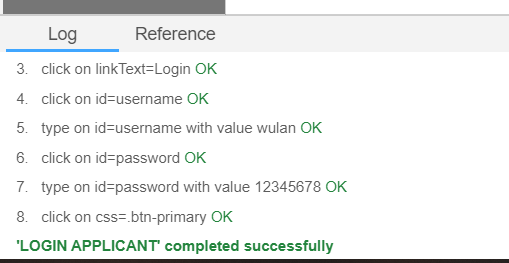 Log Reference
3. click on linkText=Login OK
4. click on id=username OK
5. type on id=username with value wulan OK
6. click on id=password OK
7. type on id=password with value 12345678 OK
8. click on css=.btn-primary OK
'LOGIN APPLICANT' completed successfully